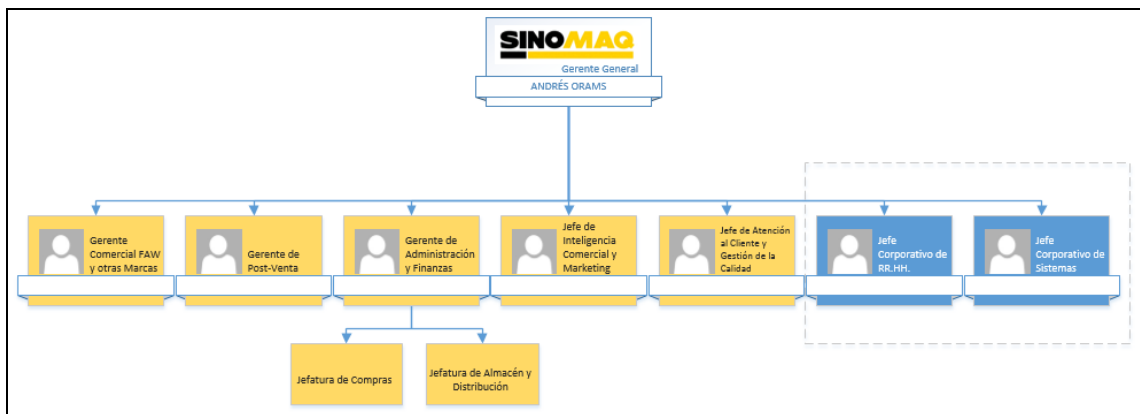 SINOMAQ
Gerente General
ANDRÉS ORAMS
Gerente
Comercial FAW
y otras Marcas
Gerente de
Post-Venta
Gerente de
Administración
y Finanzas
Jefe de
Inteligencia
Comercial y
Marketing
Jefe de Atención
al Cliente y
Gestión de la
Calidad
Jefe
Corporativo de
RR.HH.
Jefe
Corporativo de
Sistemas
Jefatura de Compras
Jefatura de Almacén y
Distribución